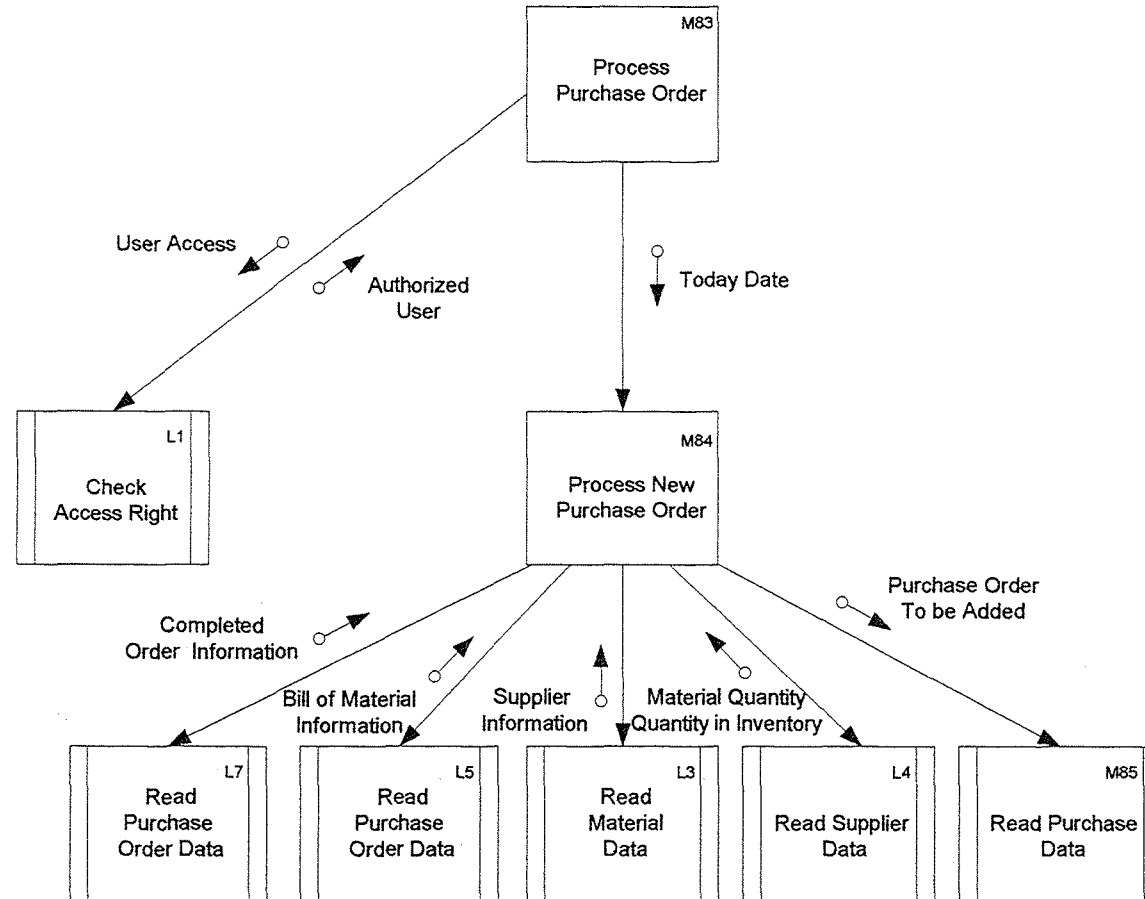 M83
Process
Purchase Order
User Access
Authorized
User
Today Date
L1
Check
Access Right
M84
Process New
Purchase Order
Purchase Order
To be Added
Completed
Order Information
Bill of Material
Information
Supplier
Information
Material Quantity
Quantity in Inventory
L7
Read
Purchase
Order Data
L5
Read
Purchase
Order Data
L3
Read
Material
Data
L4
Read Supplier
Data
M85
Read Purchase
Data